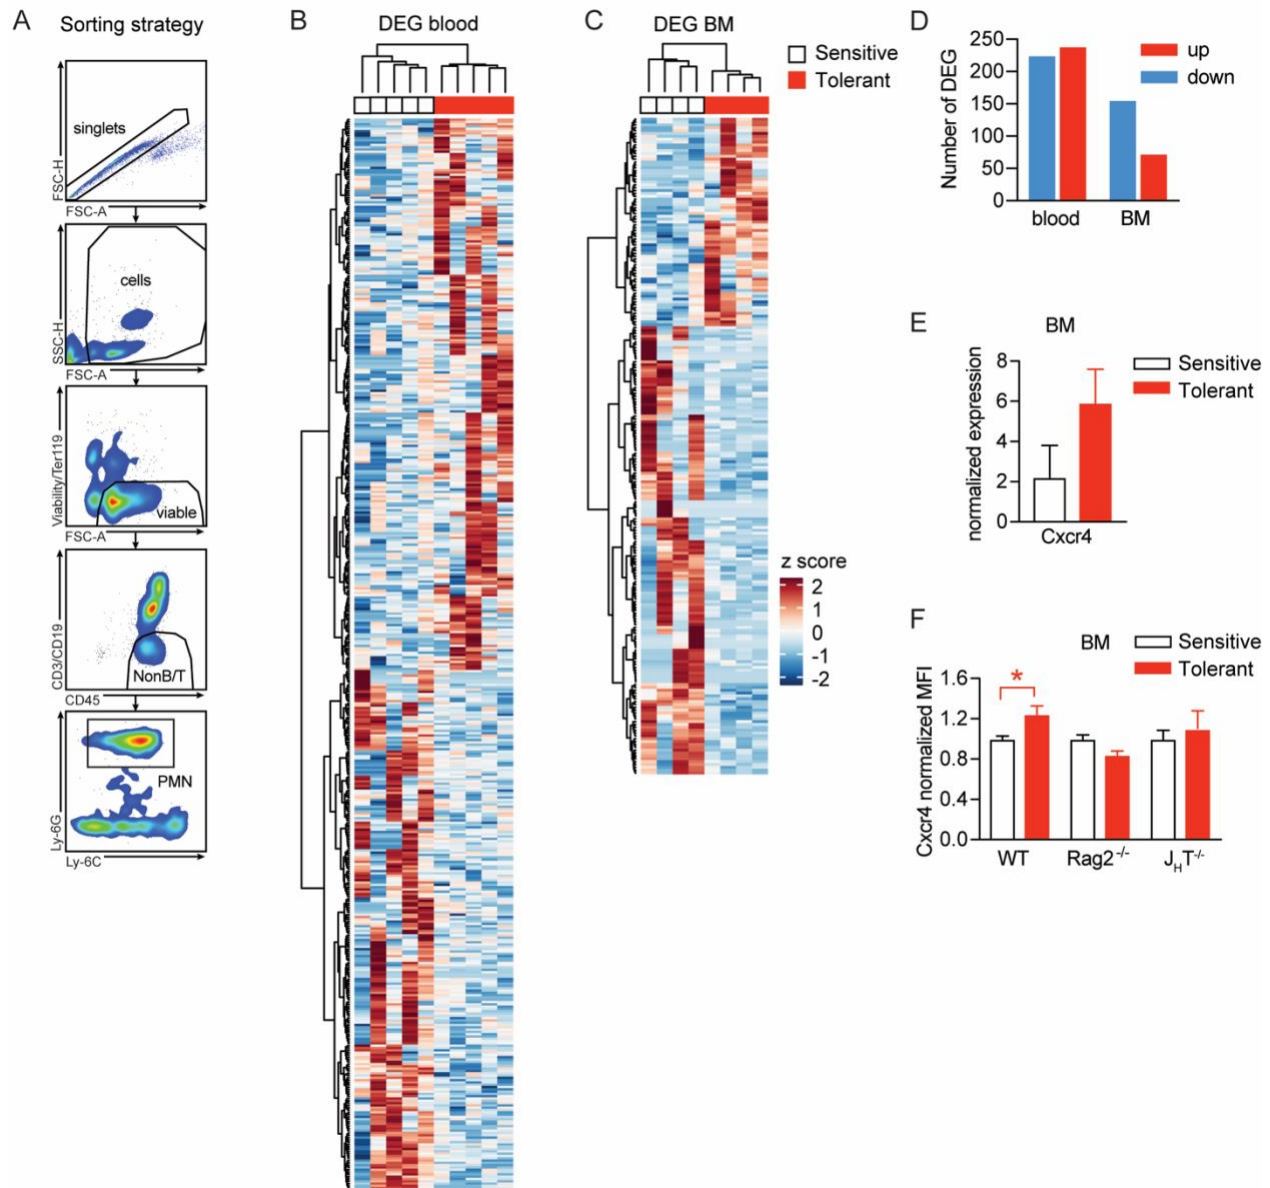 A
Sorting strategy
singlets
FSC-H
FSC-A
cells
SSC-H
FSC-A
Viability/Ter119
viable
FSC-A
CD3/CD19
NonB/T
CD45
PMN
Ly-6G
Ly-6C
B
DEG blood
C
DEG BM
Sensitive
Tolerant
z score
2
1
0
-1
-2
D
250
200
150
100
50
0
Number of DEG
up
down
blood
BM
E
BM
8
6
4
2
0
normalized expression
Sensitive
Tolerant
Cxcr4
F
BM
Sensitive
Tolerant
1.6
1.2
0.8
0.4
0.0
Cxcr4 normalized MFI
*
WT
Rag2⁻/⁻
JHT⁻/⁻